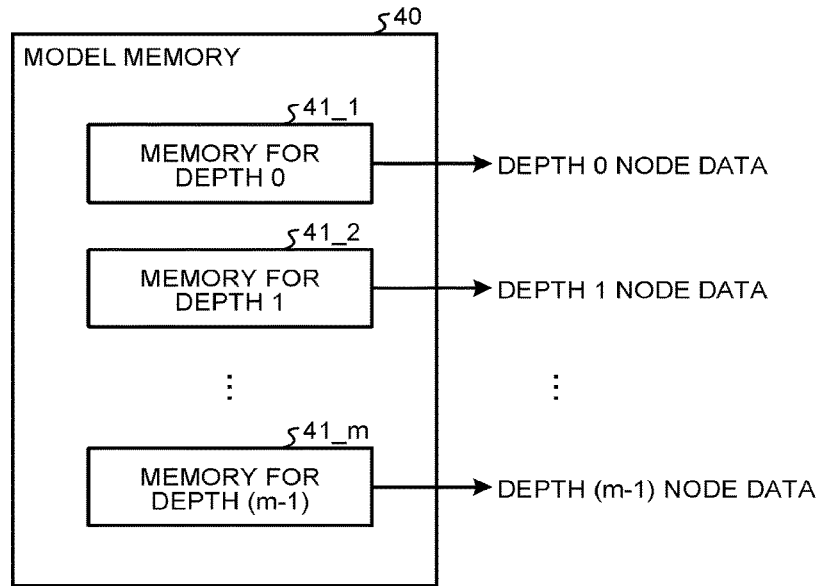 40
MODEL MEMORY
41_1
MEMORY FOR
DEPTH 0
DEPTH 0 NODE DATA
41_2
MEMORY FOR
DEPTH 1
DEPTH 1 NODE DATA
41_m
MEMORY FOR
DEPTH (m-1)
DEPTH (m-1) NODE DATA